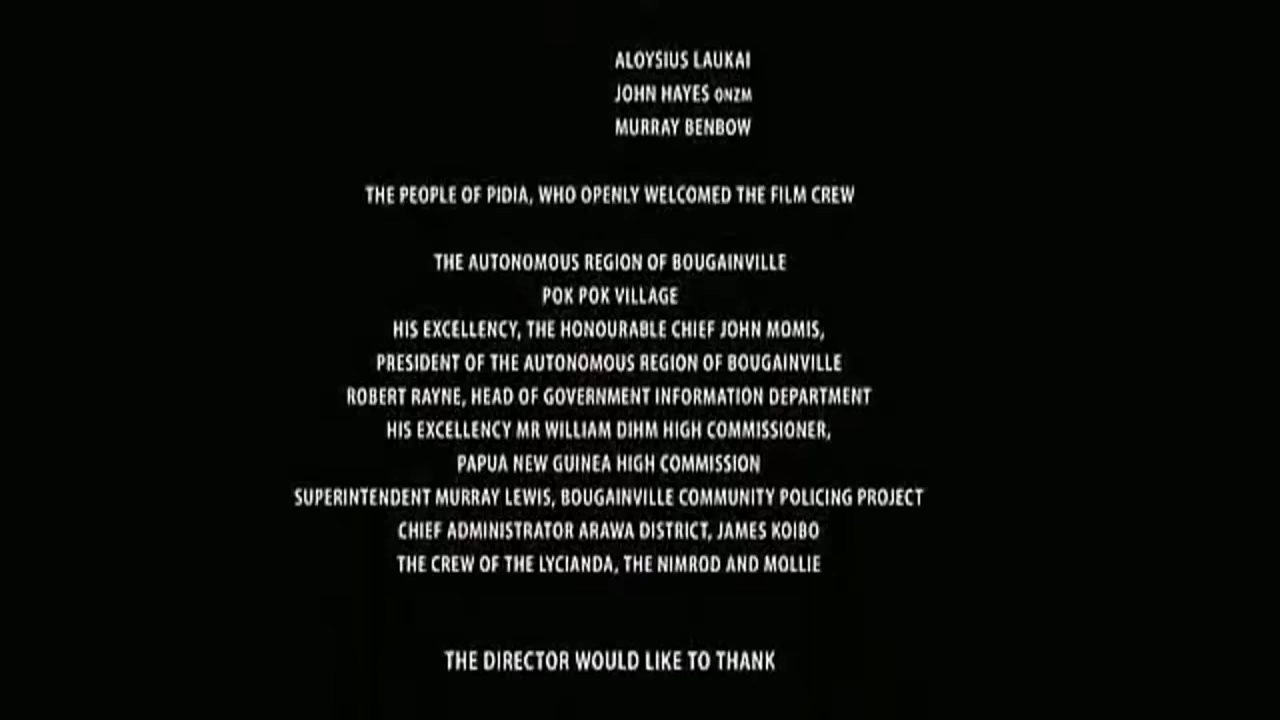 ALOYSIUS LAUKAI
JOHN HAYES ONZM
MURRAY BENBOW
THE PEOPLE OF PIDIA, WHO OPENLY WELCOMED THE FILM CREW
THE AUTONOMOUS REGION OF BOUGAINVILLE
POK POK VILLAGE
HIS EXCELLENCY, THE HONOURABLE CHIEF JOHN MOMIS,
PRESIDENT OF THE AUTONOMOUS REGION OF BOUGAINVILLE
ROBERT RAYNE, HEAD OF GOVERNMENT INFORMATION DEPARTMENT
HIS EXCELLENCY MR WILLIAM DIHM HIGH COMMISSIONER,
PAPUA NEW GUINEA HIGH COMMISSION
SUPERINTENDENT MURRAY LEWIS, BOUGAINVILLE COMMUNITY POLICING PROJECT
CHIEF ADMINISTRATOR ARAWA DISTRICT, JAMES KOIBO
THE CREW OF THE LYCIANDA, THE NIMROD AND MOLLIE
THE DIRECTOR WOULD LIKE TO THANK